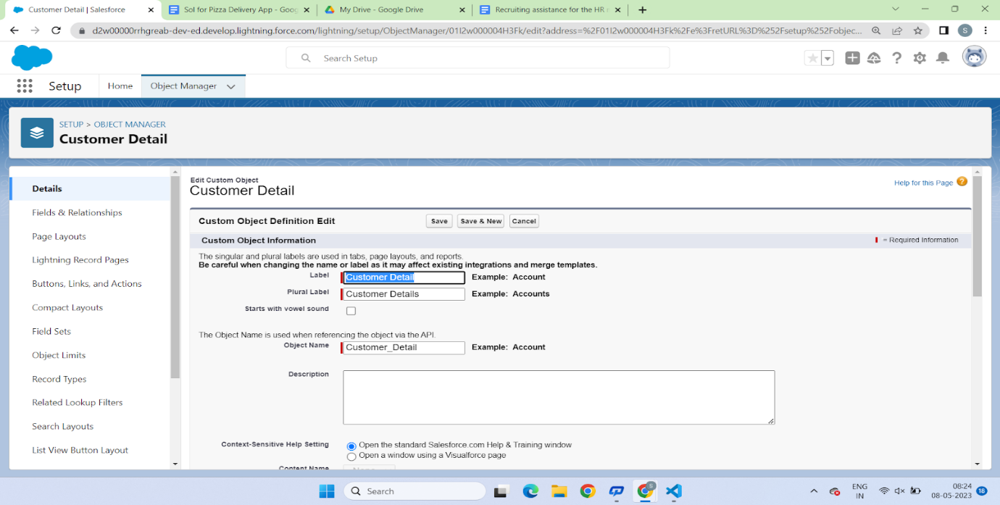 Customer Detail | Salesforce
Sol for Pizza Delivery App - Goog
My Drive - Google Drive
Recruiting assistance for the HR
d2w00000rrhgreab-dev-ed.develop.lightning.force.com/lightning/setup/ObjectManager/01I2w000004H3Fk/edit?address=%2F01I2w000004H3Fk%2Fe%3FretURL%3D%252Fsetup%252Fobjec...
S
Search Setup
Setup
Home
Object Manager
SETUP > OBJECT MANAGER
Customer Detail
Details
Fields & Relationships
Page Layouts
Lightning Record Pages
Buttons, Links, and Actions
Compact Layouts
Field Sets
Object Limits
Record Types
Related Lookup Filters
Search Layouts
List View Button Layout
Edit Custom Object
Customer Detail
Help for this Page ?
Custom Object Definition Edit Save Save & New Cancel
Custom Object Information = Required Information
The singular and plural labels are used in tabs, page layouts, and reports.
Be careful when changing the name or label as it may affect existing integrations and merge templates.
Label Customer Detail Example: Account
Plural Label Customer Details Example: Accounts
Starts with vowel sound
The Object Name is used when referencing the object via the API.
Object Name Customer_Detail Example: Account
Description
Context-Sensitive Help Setting Open the standard Salesforce.com Help & Training window
Open a window using a Visualforce page
Content Name
Search
S
ENG
IN
08:24
08-05-2023
18